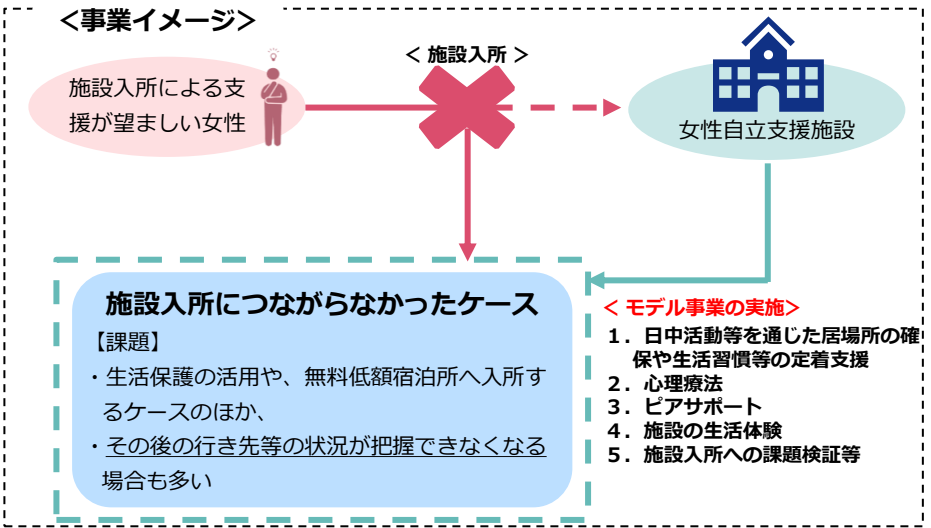 ＜事業イメージ＞
＜ 施設入所 ＞
施設入所による支
援が望ましい女性
女性自立支援施設
施設入所につながらなかったケース
【課題】
・生活保護の活用や、無料低額宿泊所へ入所す
るケースのほか、
・その後の行き先等の状況が把握できなくなる
場合も多い
＜ モデル事業の実施＞
１．日中活動等を通じた居場所の確
保や生活習慣等の定着支援
２．心理療法
３．ピアサポート
４．施設の生活体験
５．施設入所への課題検証等